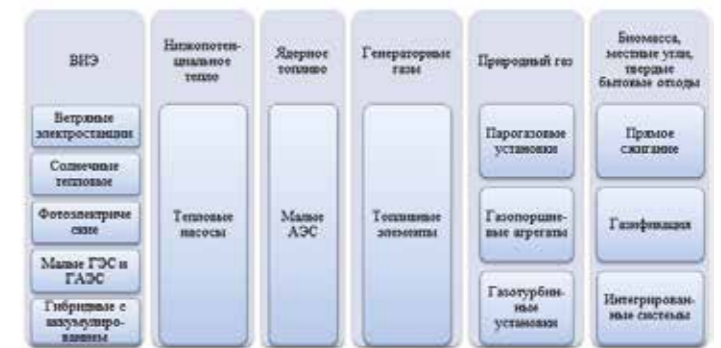 ВИЭ
Ветряные
электростанции
Солнечные
тепловые
Фотоэлектриче
ские
Малые ГЭС и
ГАЭС
Гибридные с
аккумулиро-
ванием
Низкопотен-
циальное
тепло
Тепловые
насосы
Ядерное
топливо
Малые
АЭС
Генераторные
газы
Топливные
элементы
Природный газ
Парогазовые
установки
Газопоршне-
вые агрегаты
Газотурбин-
ные
установки
Биомасса,
местные угли,
твердые
бытовые отходы
Прямое
сжигание
Газификация
Интегрирован-
ные системы